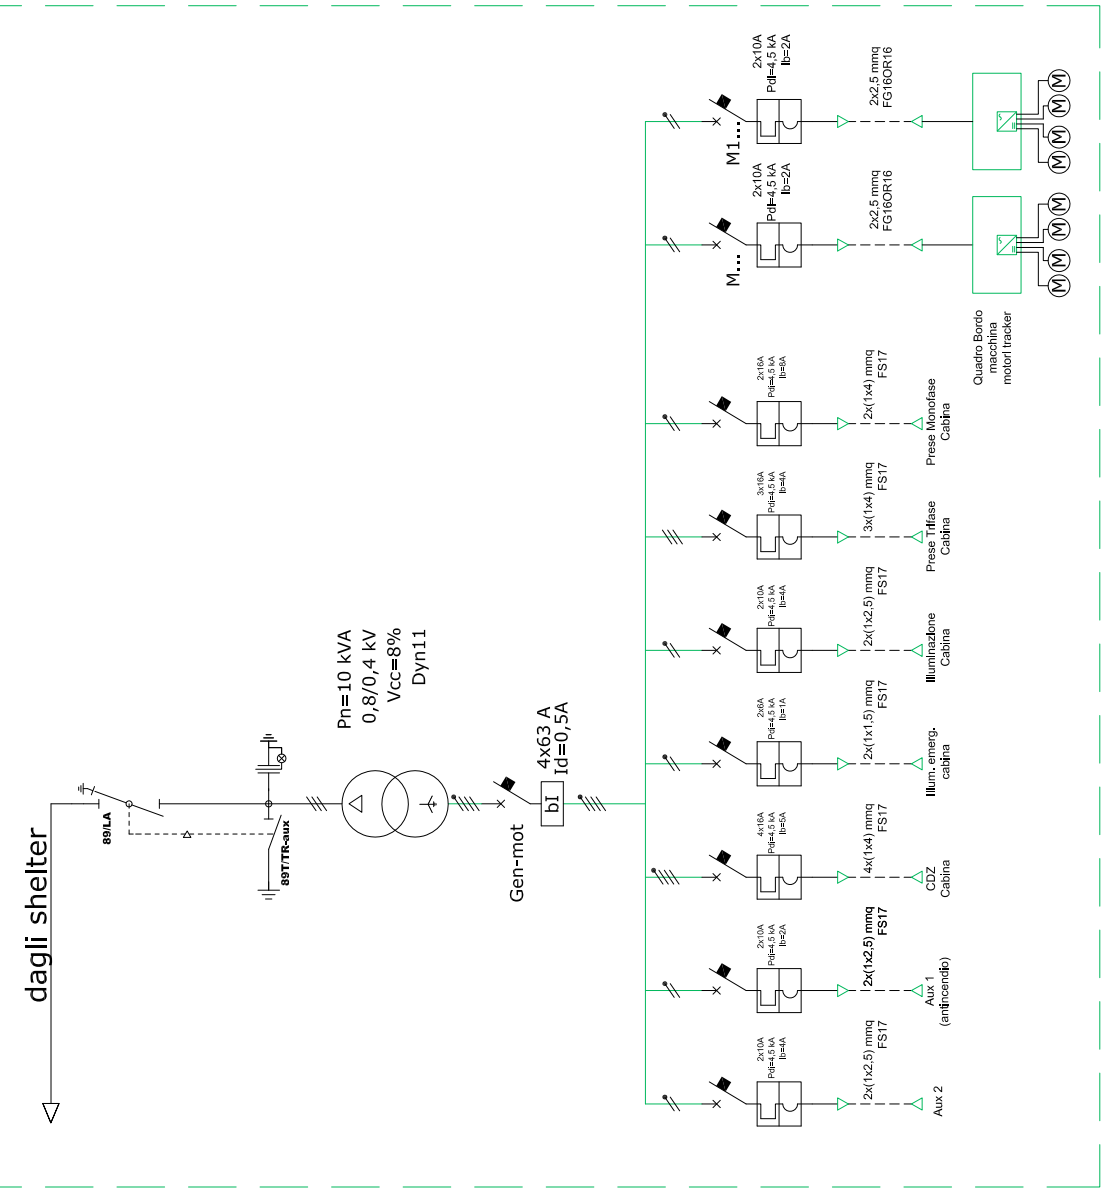 dagli shelter
89/LA
89T/TR-aux
Pn=10 kVA
0,8/0,4 kV
Vcc=8%
Dyn11
Gen-mot
bI
4x63 A
Id=0,5A
Aux 2
2x10A
PdI=4,5 kA
Ib=4A
2x(1x2,5) mmq
FS17
Aux 1
(antincendio)
2x10A
PdI=4,5 kA
Ib=2A
2x(1x2,5) mmq
FS17
CDZ
Cabina
4x16A
PdI=4,5 kA
Ib=5A
4x(1x4) mmq
FS17
Illum. emerg.
cabina
2x6A
PdI=4,5 kA
Ib=1A
2x(1x1,5) mmq
FS17
Illuminazione
Cabina
2x10A
PdI=4,5 kA
Ib=4A
2x(1x2,5) mmq
FS17
Prese Trifase
Cabina
3x16A
PdI=4,5 kA
Ib=4A
3x(1x4) mmq
FS17
Prese Monofase
Cabina
2x16A
PdI=4,5 kA
Ib=8A
2x(1x4) mmq
FS17
M...
2x10A
PdI=4,5 kA
Ib=2A
2x2,5 mmq
FG16OR16
M
M
M
M
Quadro Bordo
macchina
motori tracker
M1...
2x10A
PdI=4,5 kA
Ib=2A
2x2,5 mmq
FG16OR16
M
M
M
M